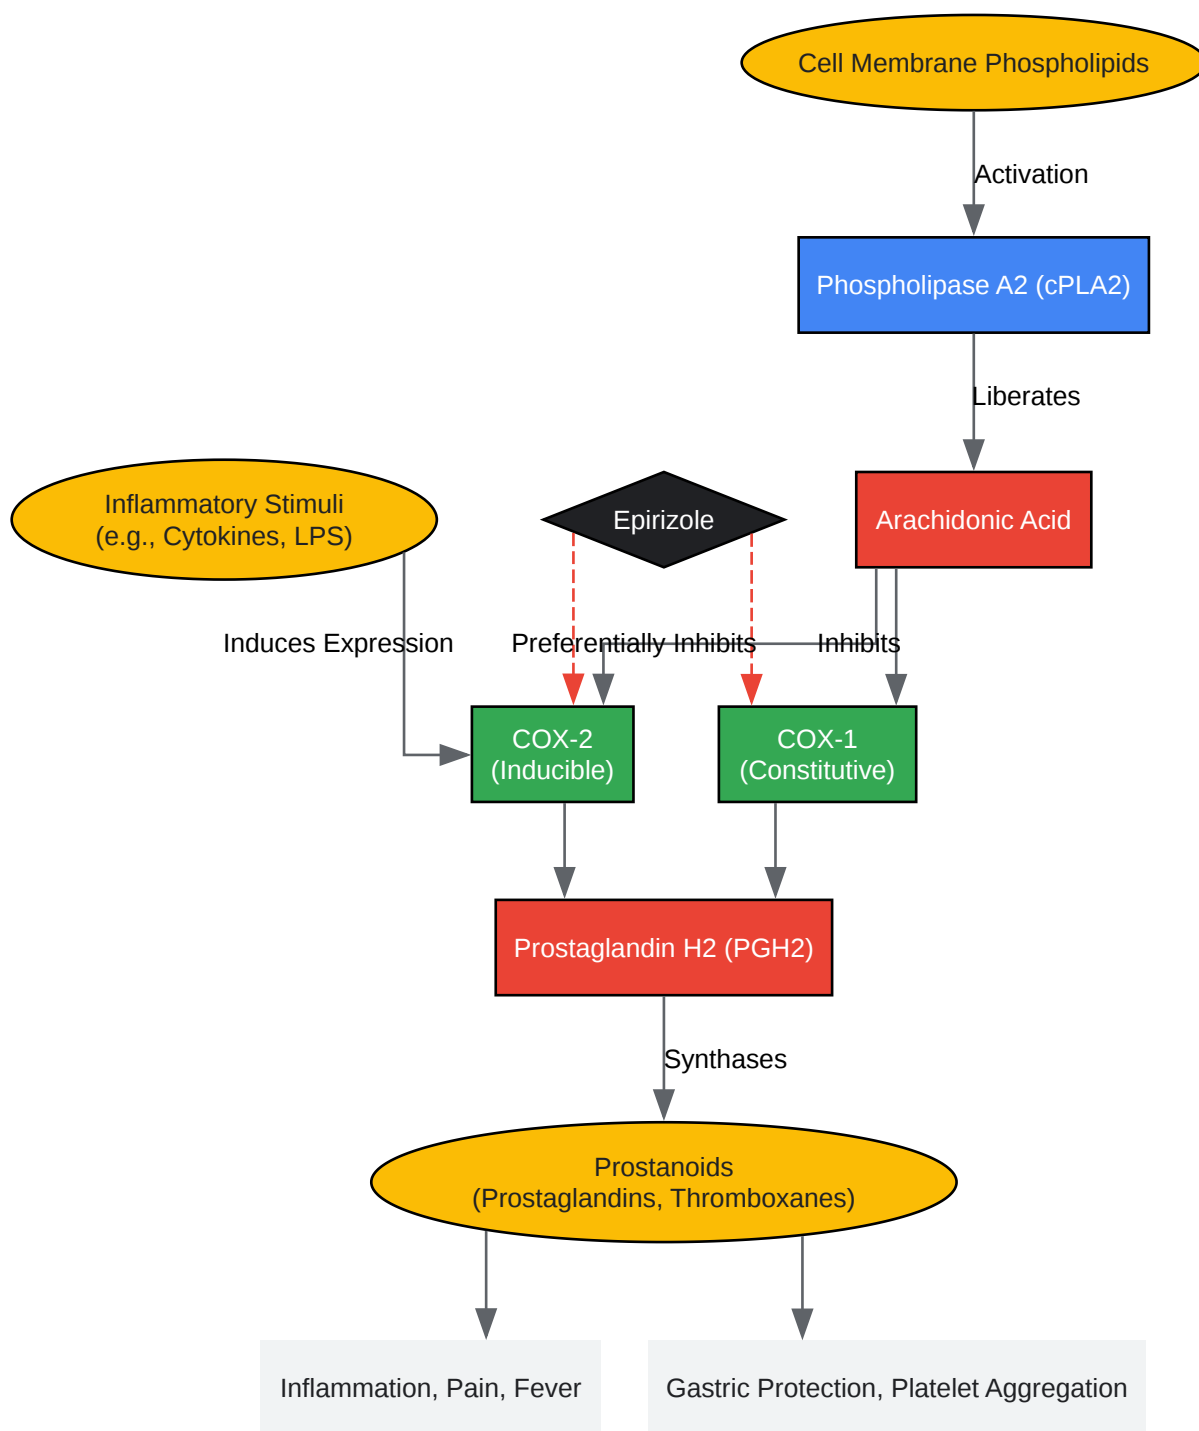 Cell Membrane Phospholipids
Activation
Phospholipase A2 (cPLA2)
Liberates
Inflammatory Stimuli
(e.g., Cytokines, LPS)
Epirizole
Arachidonic Acid
Induces Expression
Preferentially Inhibits
Inhibits
COX-2
(Inducible)
COX-1
(Constitutive)
Prostaglandin H2 (PGH2)
Synthases
Prostanoids
(Prostaglandins, Thromboxanes)
Inflammation, Pain, Fever
Gastric Protection, Platelet Aggregation